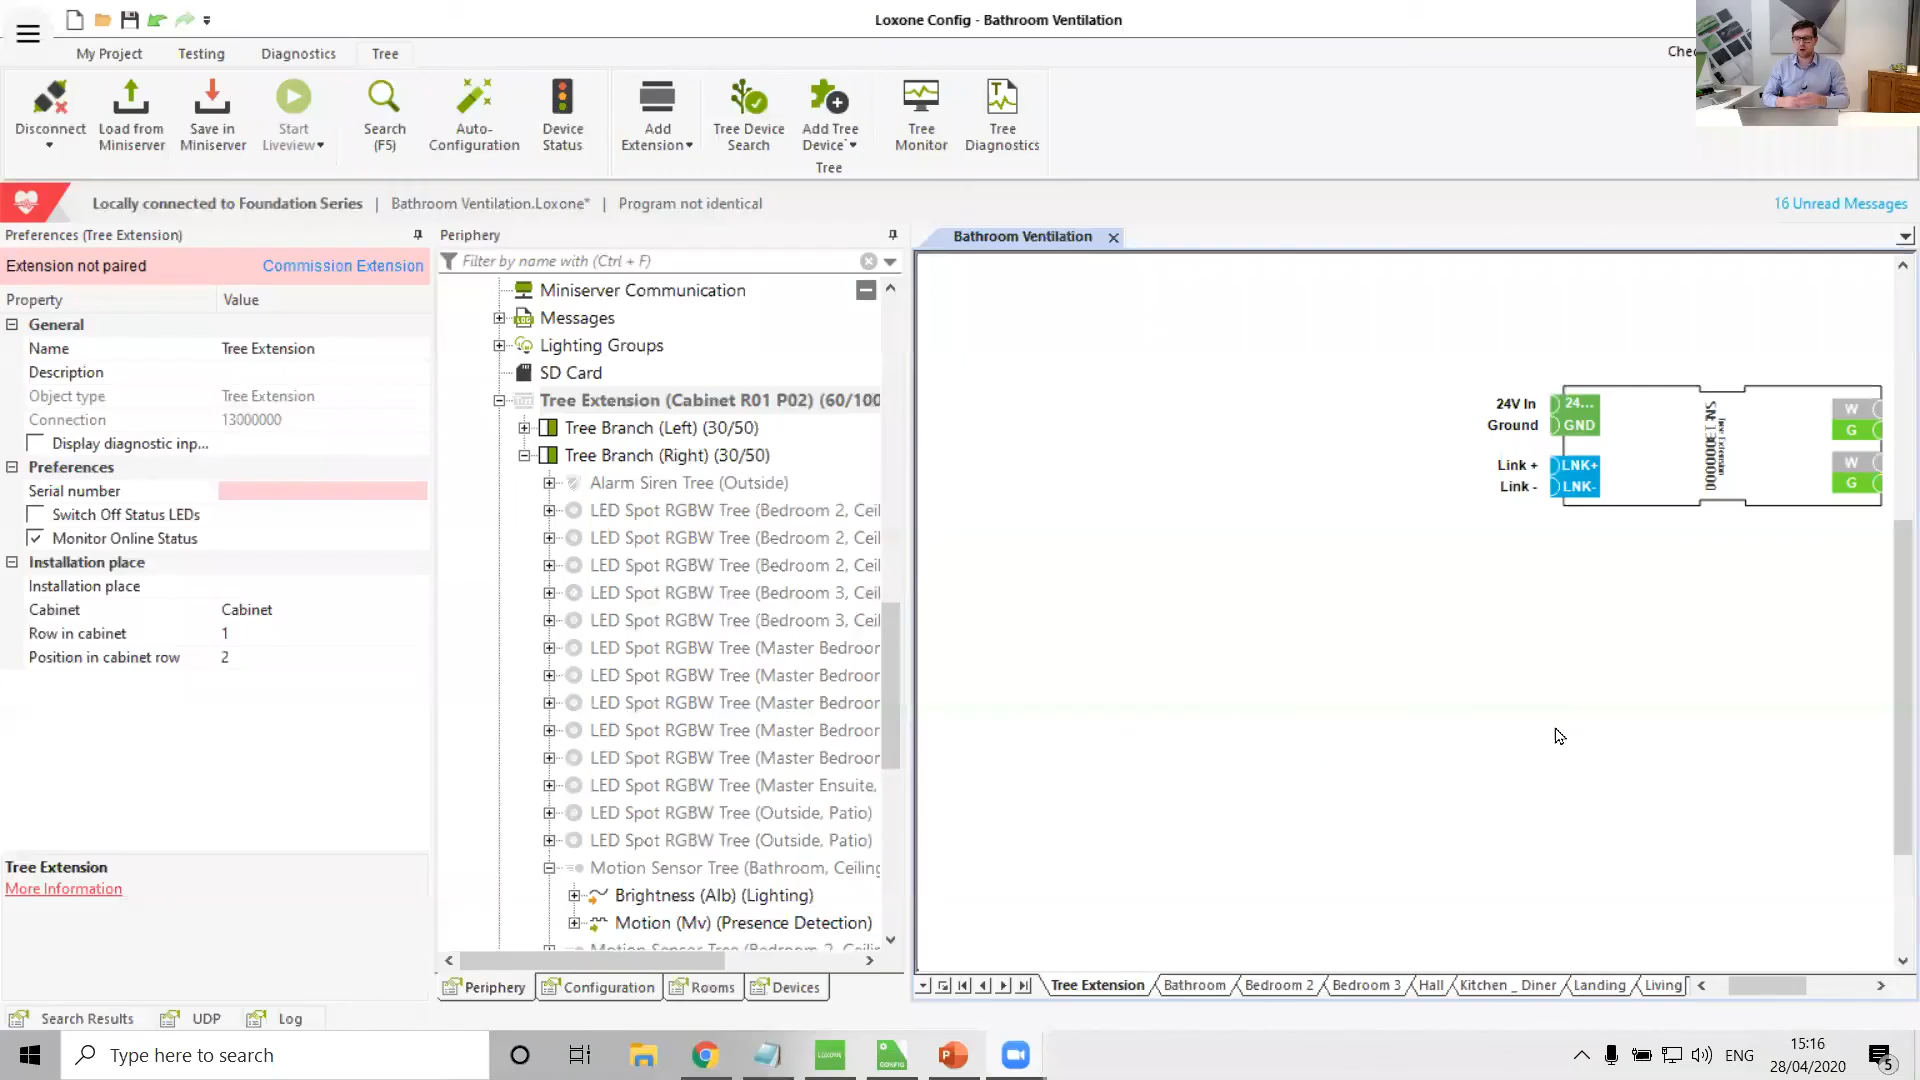 Loxone Config - Bathroom Ventilation
My Project
Testing
Diagnostics
Tree
Disconnect
Load from Miniserver
Save in Miniserver
Start Liveview
Search (F5)
Auto-Configuration
Device Status
Add Extension
Tree Device Search
Add Tree Device
Tree Monitor
Tree Diagnostics
Tree
Locally connected to Foundation Series | Bathroom Ventilation.Loxone* | Program not identical
16 Unread Messages
Preferences (Tree Extension)
Extension not paired Commission Extension
Property Value
General
Name Tree Extension
Description
Object type Tree Extension
Connection 13000000
Display diagnostic inp...
Preferences
Serial number
Switch Off Status LEDs
Monitor Online Status
Installation place
Installation place
Cabinet Cabinet
Row in cabinet 1
Position in cabinet row 2
Tree Extension
More Information
Periphery
Filter by name with (Ctrl + F)
Miniserver Communication
Messages
Lighting Groups
SD Card
Tree Extension (Cabinet R01 P02) (60/100
Tree Branch (Left) (30/50)
Tree Branch (Right) (30/50)
Alarm Siren Tree (Outside)
LED Spot RGBW Tree (Bedroom 2, Ceil
LED Spot RGBW Tree (Bedroom 2, Ceil
LED Spot RGBW Tree (Bedroom 2, Ceil
LED Spot RGBW Tree (Bedroom 3, Ceil
LED Spot RGBW Tree (Bedroom 3, Ceil
LED Spot RGBW Tree (Master Bedroor
LED Spot RGBW Tree (Master Bedroor
LED Spot RGBW Tree (Master Bedroor
LED Spot RGBW Tree (Master Bedroor
LED Spot RGBW Tree (Master Bedroor
LED Spot RGBW Tree (Master Ensuite,
LED Spot RGBW Tree (Outside, Patio)
LED Spot RGBW Tree (Outside, Patio)
Motion Sensor Tree (Bathroom, Ceiling
Brightness (Alb) (Lighting)
Motion (Mv) (Presence Detection)
Motion Sensor Tree (Bedroom 2, Ceilin
Periphery
Configuration
Rooms
Devices
Bathroom Ventilation
24V In 24...
Ground GND
Link + LNK+
Link - LNK-
Tree Extension
SN: 13000000
W
G
W
G
Tree Extension
Bathroom
Bedroom 2
Bedroom 3
Hall
Kitchen _ Diner
Landing
Living
Search Results
UDP
Log
Type here to search
LOXONE
CONFIG
ENG
15:16
28/04/2020
5